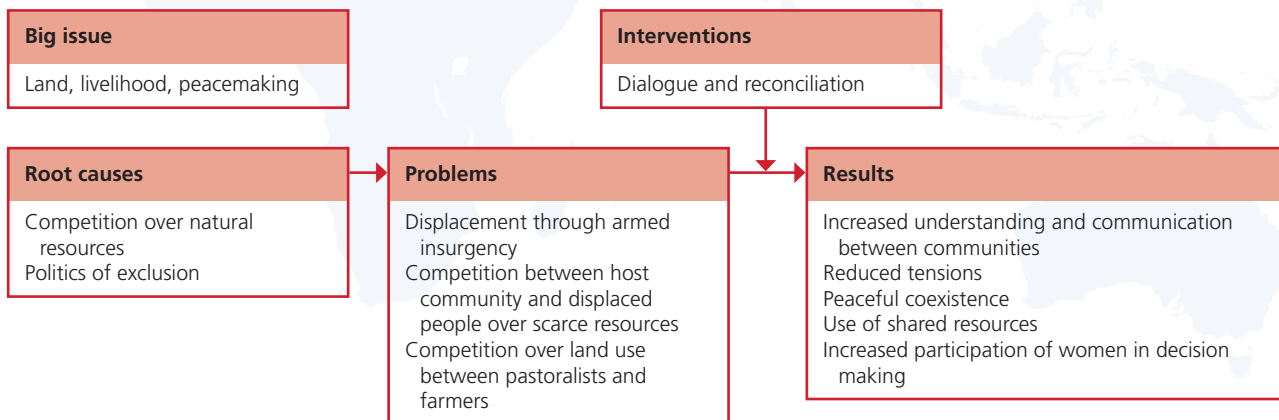 Big issue
Land, livelihood, peacemaking
Interventions
Dialogue and reconciliation
Root causes
Competition over natural
resources
Politics of exclusion
Problems
Displacement through armed
insurgency
Competition between host
community and displaced
people over scarce resources
Competition over land use
between pastoralists and
farmers
Results
Increased understanding and communication
between communities
Reduced tensions
Peaceful coexistence
Use of shared resources
Increased participation of women in decision
making